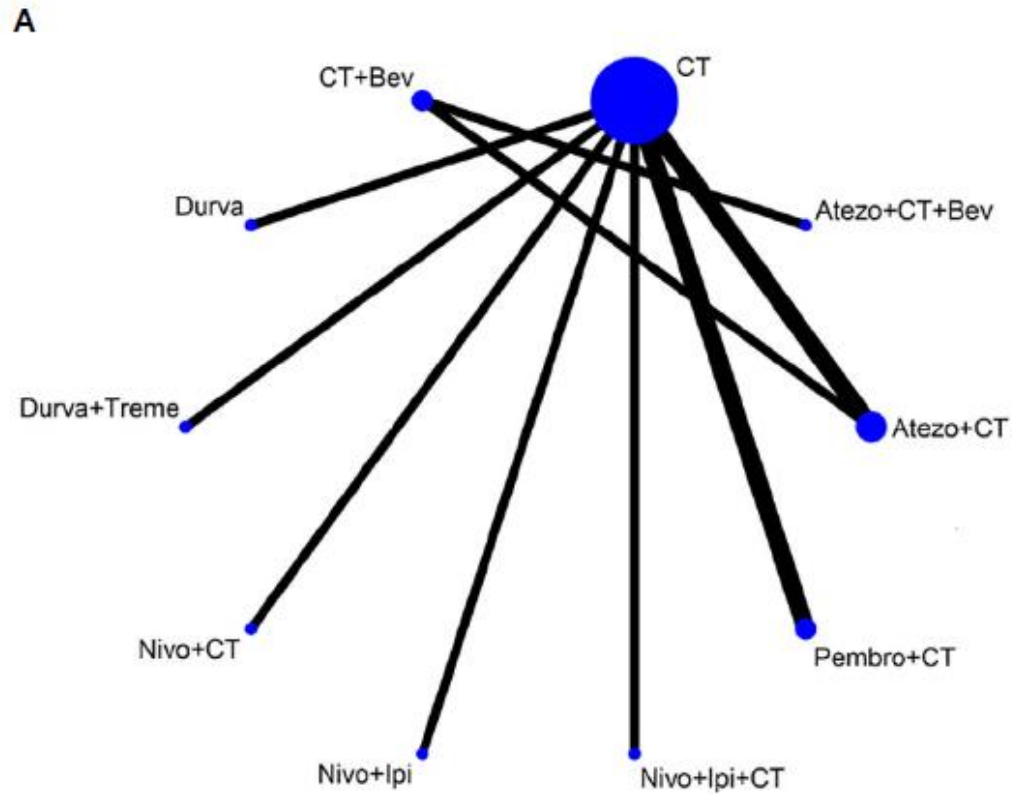 A
CT
CT+Bev
Durva
Atezo+CT+Bev
Durva+Treme
Atezo+CT
Nivo+CT
Pembro+CT
Nivo+Ipi
Nivo+Ipi+CT